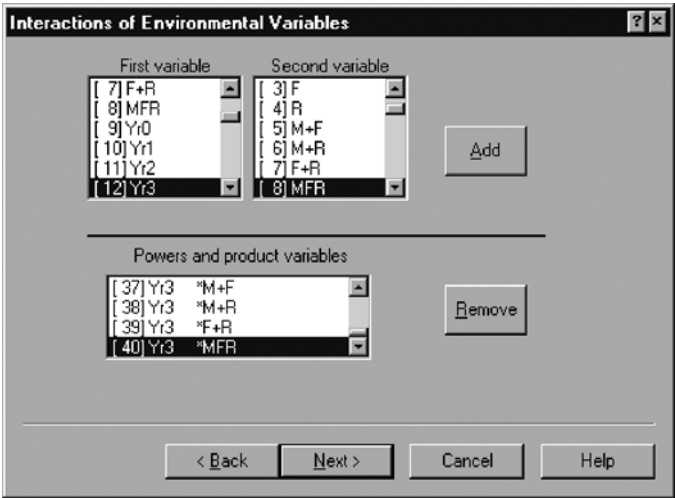 Interactions of Environmental Variables
First variable
[ 7] F+R
[ 8] MFR
[ 9] Yr0
[10] Yr1
[11] Yr2
[12] Yr3
Second variable
[ 3] F
[ 4] R
[ 5] M+F
[ 6] M+R
[ 7] F+R
[ 8] MFR
Add
Powers and product variables
[ 37] Yr3 *M+F
[ 38] Yr3 *M+R
[ 39] Yr3 *F+R
[ 40] Yr3 *MFR
Remove
< Back
Next >
Cancel
Help